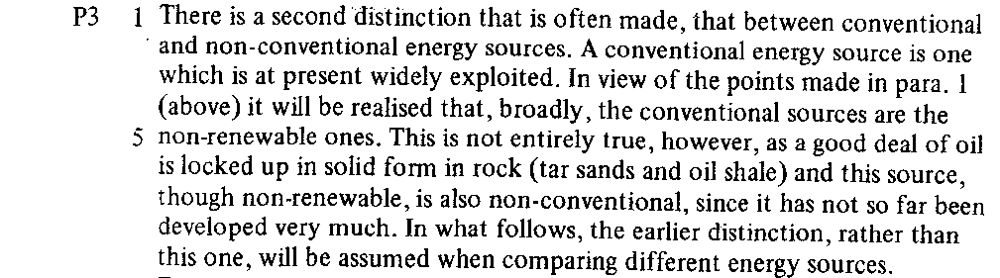 P3 1 There is a second distinction that is often made, that between conventional
and non-conventional energy sources. A conventional energy source is one
which is at present widely exploited. In view of the points made in para. 1
(above) it will be realised that, broadly, the conventional sources are the
5 non-renewable ones. This is not entirely true, however, as a good deal of oil
is locked up in solid form in rock (tar sands and oil shale) and this source,
though non-renewable, is also non-conventional, since it has not so far been
developed very much. In what follows, the earlier distinction, rather than
this one, will be assumed when comparing different energy sources.